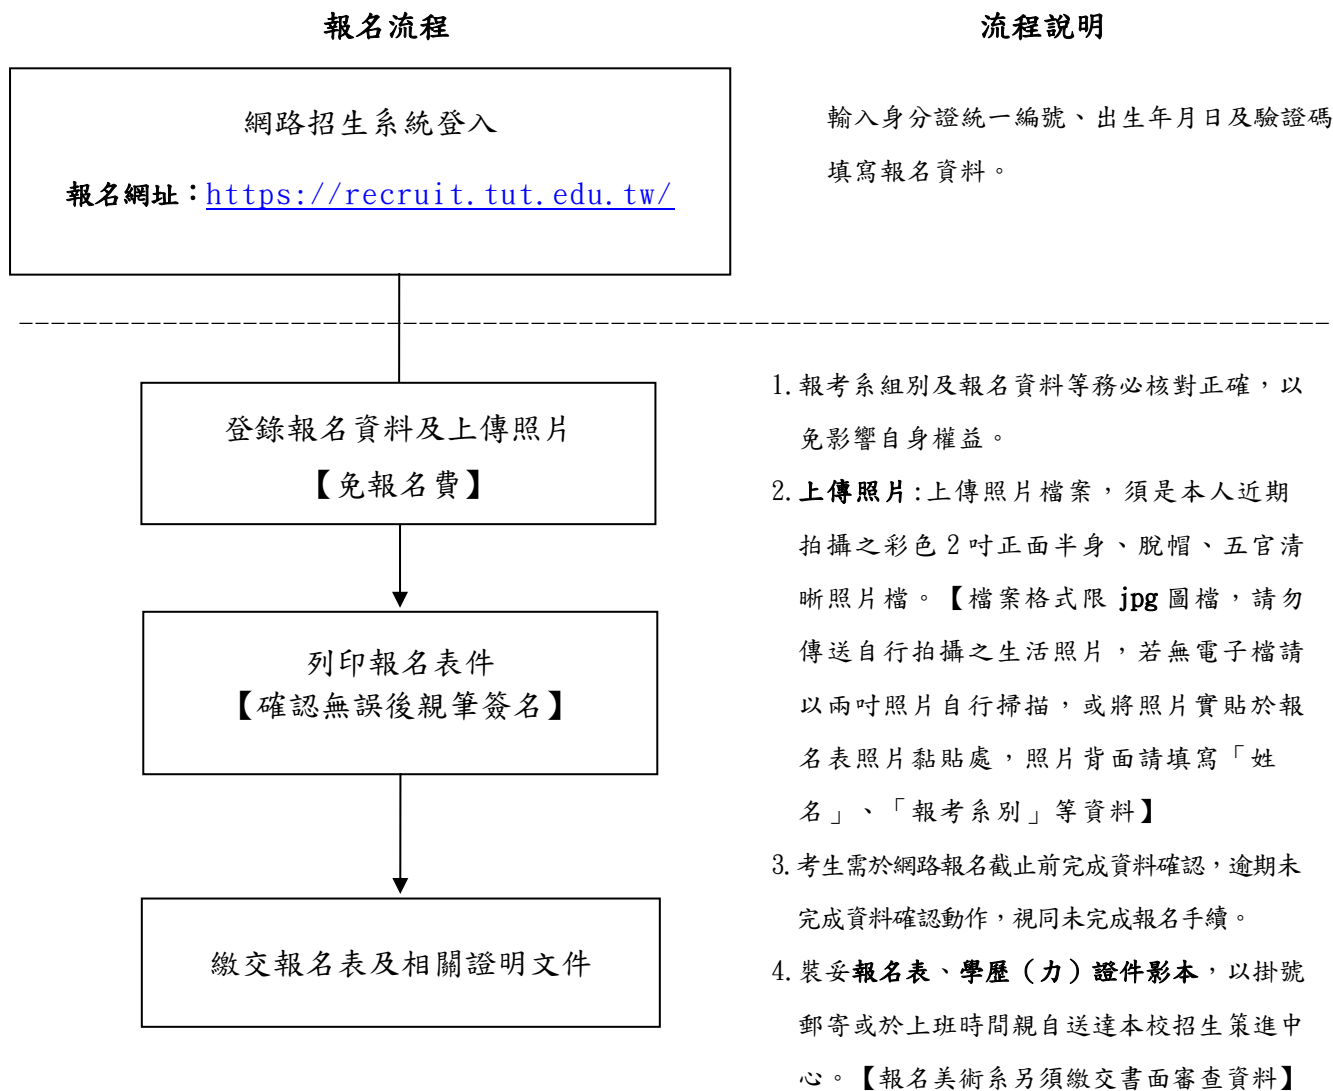 報名流程
流程說明
網路招生系統登入
報名網址：https://recruit.tut.edu.tw/
輸入身分證統一編號、出生年月日及驗證碼
填寫報名資料。
登錄報名資料及上傳照片
【免報名費】
列印報名表件
【確認無誤後親筆簽名】
繳交報名表及相關證明文件
1.報考系組別及報名資料等務必核對正確，以
免影響自身權益。
2.上傳照片:上傳照片檔案，須是本人近期
拍攝之彩色 2 吋正面半身、脫帽、五官清
晰照片檔。【檔案格式限 jpg 圖檔，請勿
傳送自行拍攝之生活照片，若無電子檔請
以兩吋照片自行掃描，或將照片實貼於報
名表照片黏貼處，照片背面請填寫「姓
名」、「報考系別」等資料】
3.考生需於網路報名截止前完成資料確認，逾期未
完成資料確認動作，視同未完成報名手續。
4.裝妥報名表、學歷（力）證件影本，以掛號
郵寄或於上班時間親自送達本校招生策進中
心。【報名美術系另須繳交書面審查資料】